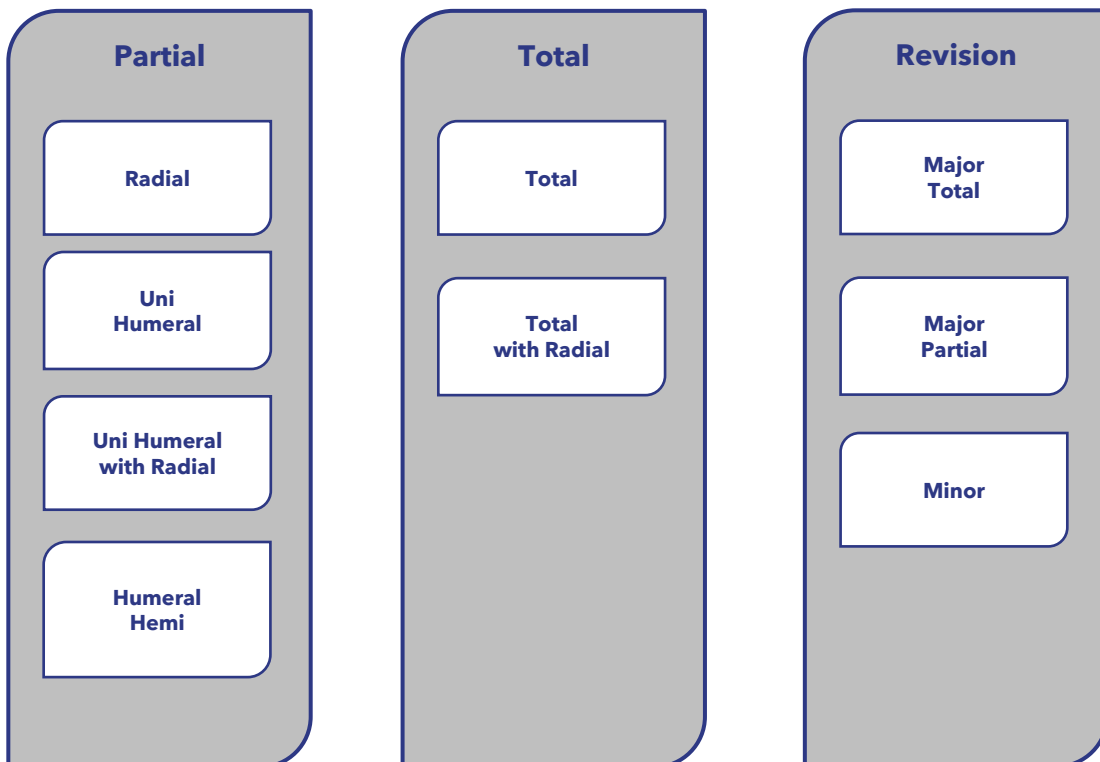 Partial
Radial
Uni
Humeral
Uni Humeral
with Radial
Humeral
Hemi
Total
Total
Total
with Radial
Revision
Major
Total
Major
Partial
Minor